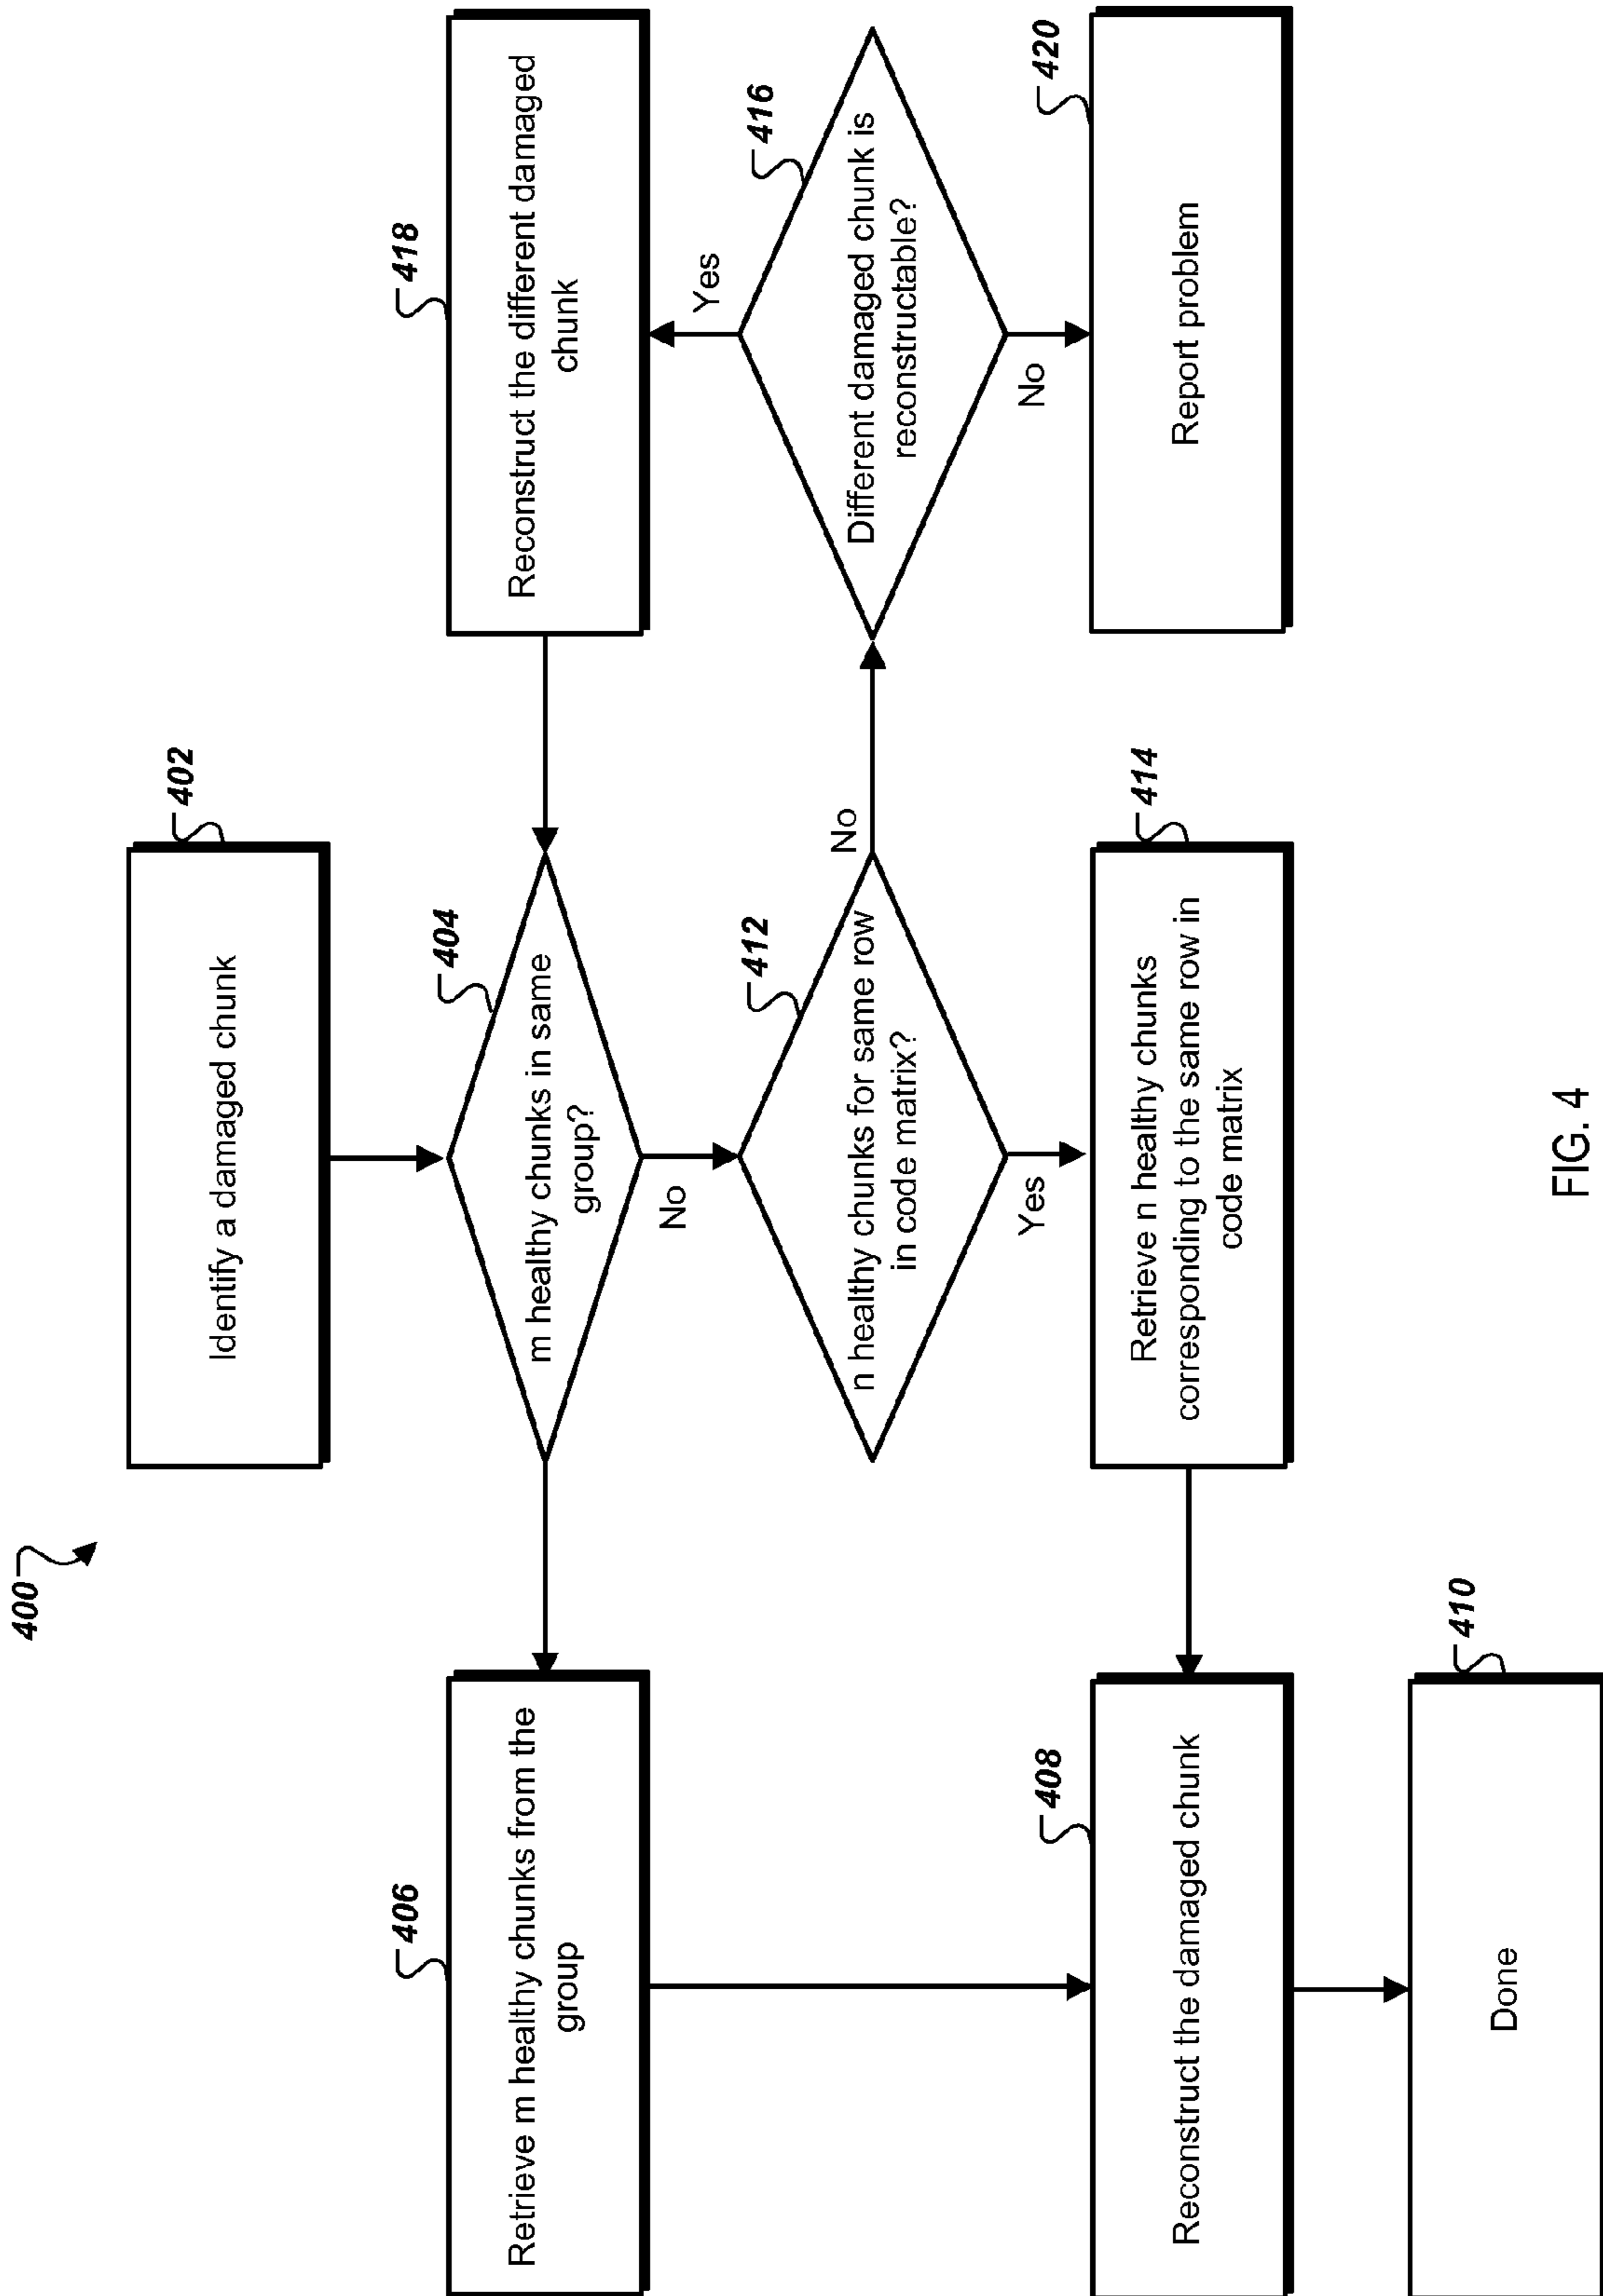 400
402
Identify a damaged chunk
404
m healthy chunks in same
group?
No
406
Retrieve m healthy chunks from the
group
408
Reconstruct the damaged chunk
410
Done
412
n healthy chunks for same row
in code matrix?
No
Yes
414
Retrieve n healthy chunks
corresponding to the same row in
code matrix
416
Different damaged chunk is
reconstructable?
Yes
No
418
Reconstruct the different damaged
chunk
420
Report problem
FIG. 4